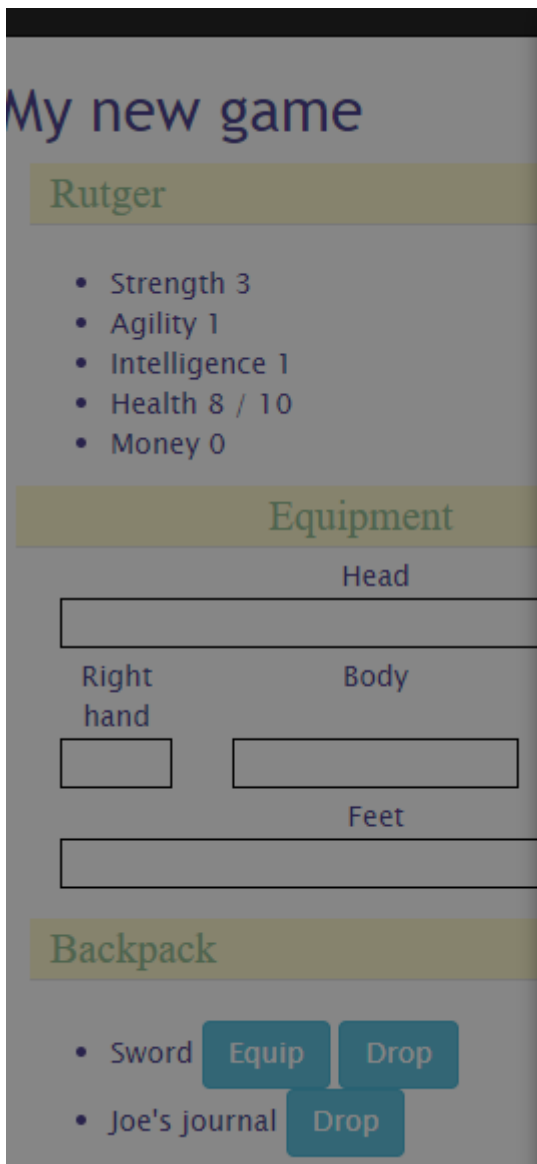 My new game
Rutger
Strength 3
Agility 1
Intelligence 1
Health 8 / 10
Money 0
Equipment
Head
Right hand
Body
Feet
Backpack
Sword Equip Drop
Joe's journal Drop